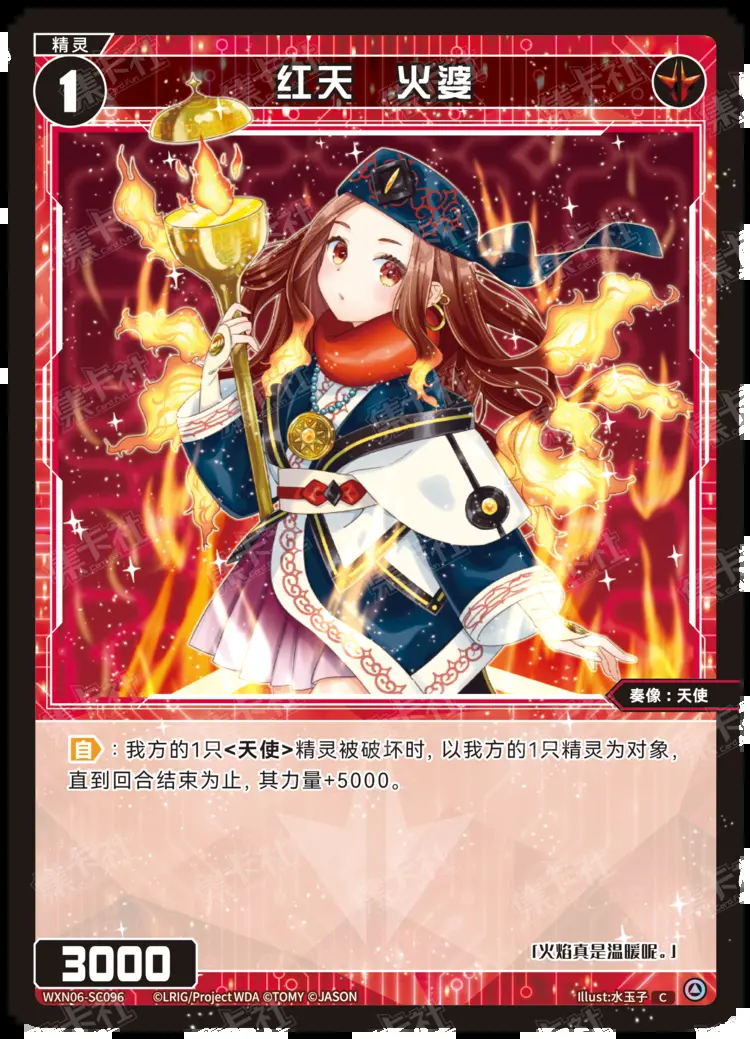 精灵
1
红天 火婆
奏像：天使
自：我方的1只<天使>精灵被破坏时，以我方的1只精灵为对象，
直到回合结束为止，其力量+5000。
「火焰真是温暖呢。」
3000
WXN06-SC096 ©LRIG/Project WDA ©TOMY ©JASON Illust:水玉子 C
集卡社